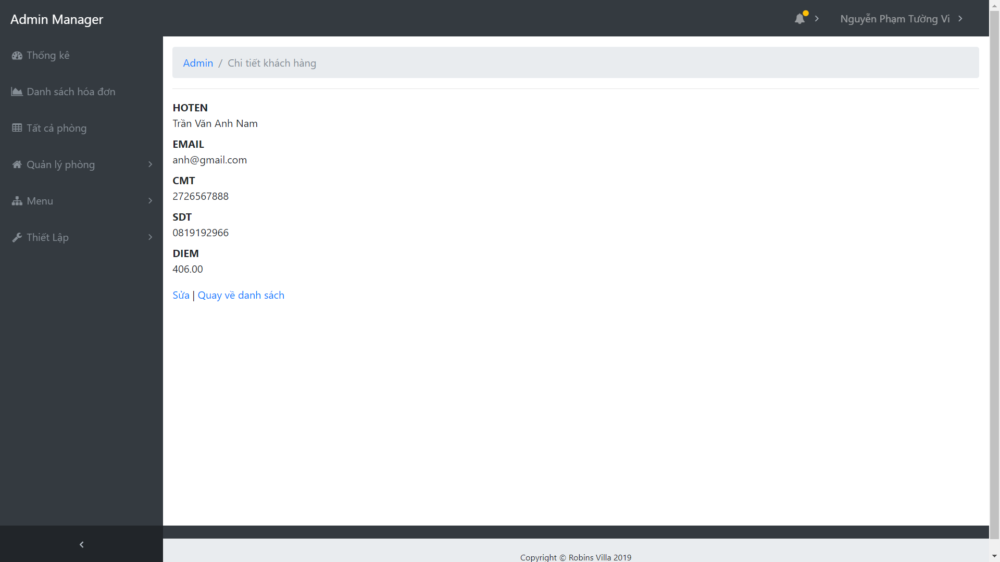 Admin Manager
Nguyễn Phạm Tường Vi
Thống kê
Danh sách hóa đơn
Tất cả phòng
Quản lý phòng
Menu
Thiết Lập
Admin / Chi tiết khách hàng
HOTEN
Trần Văn Anh Nam
EMAIL
anh@gmail.com
CMT
2726567888
SDT
0819192966
DIEM
406.00
Sửa | Quay về danh sách
Copyright © Robins Villa 2019